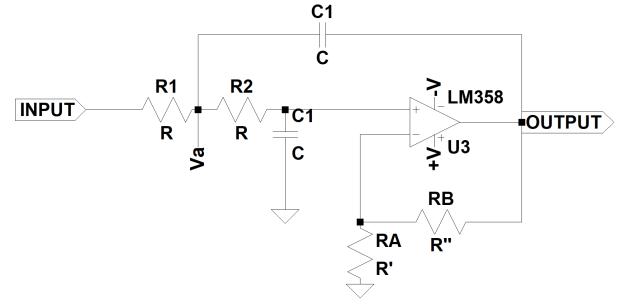 C1
C
R1
R2
INPUT
R
R
C1
C
Va
-V
LM358
+V
U3
OUTPUT
RB
R"
RA
R'